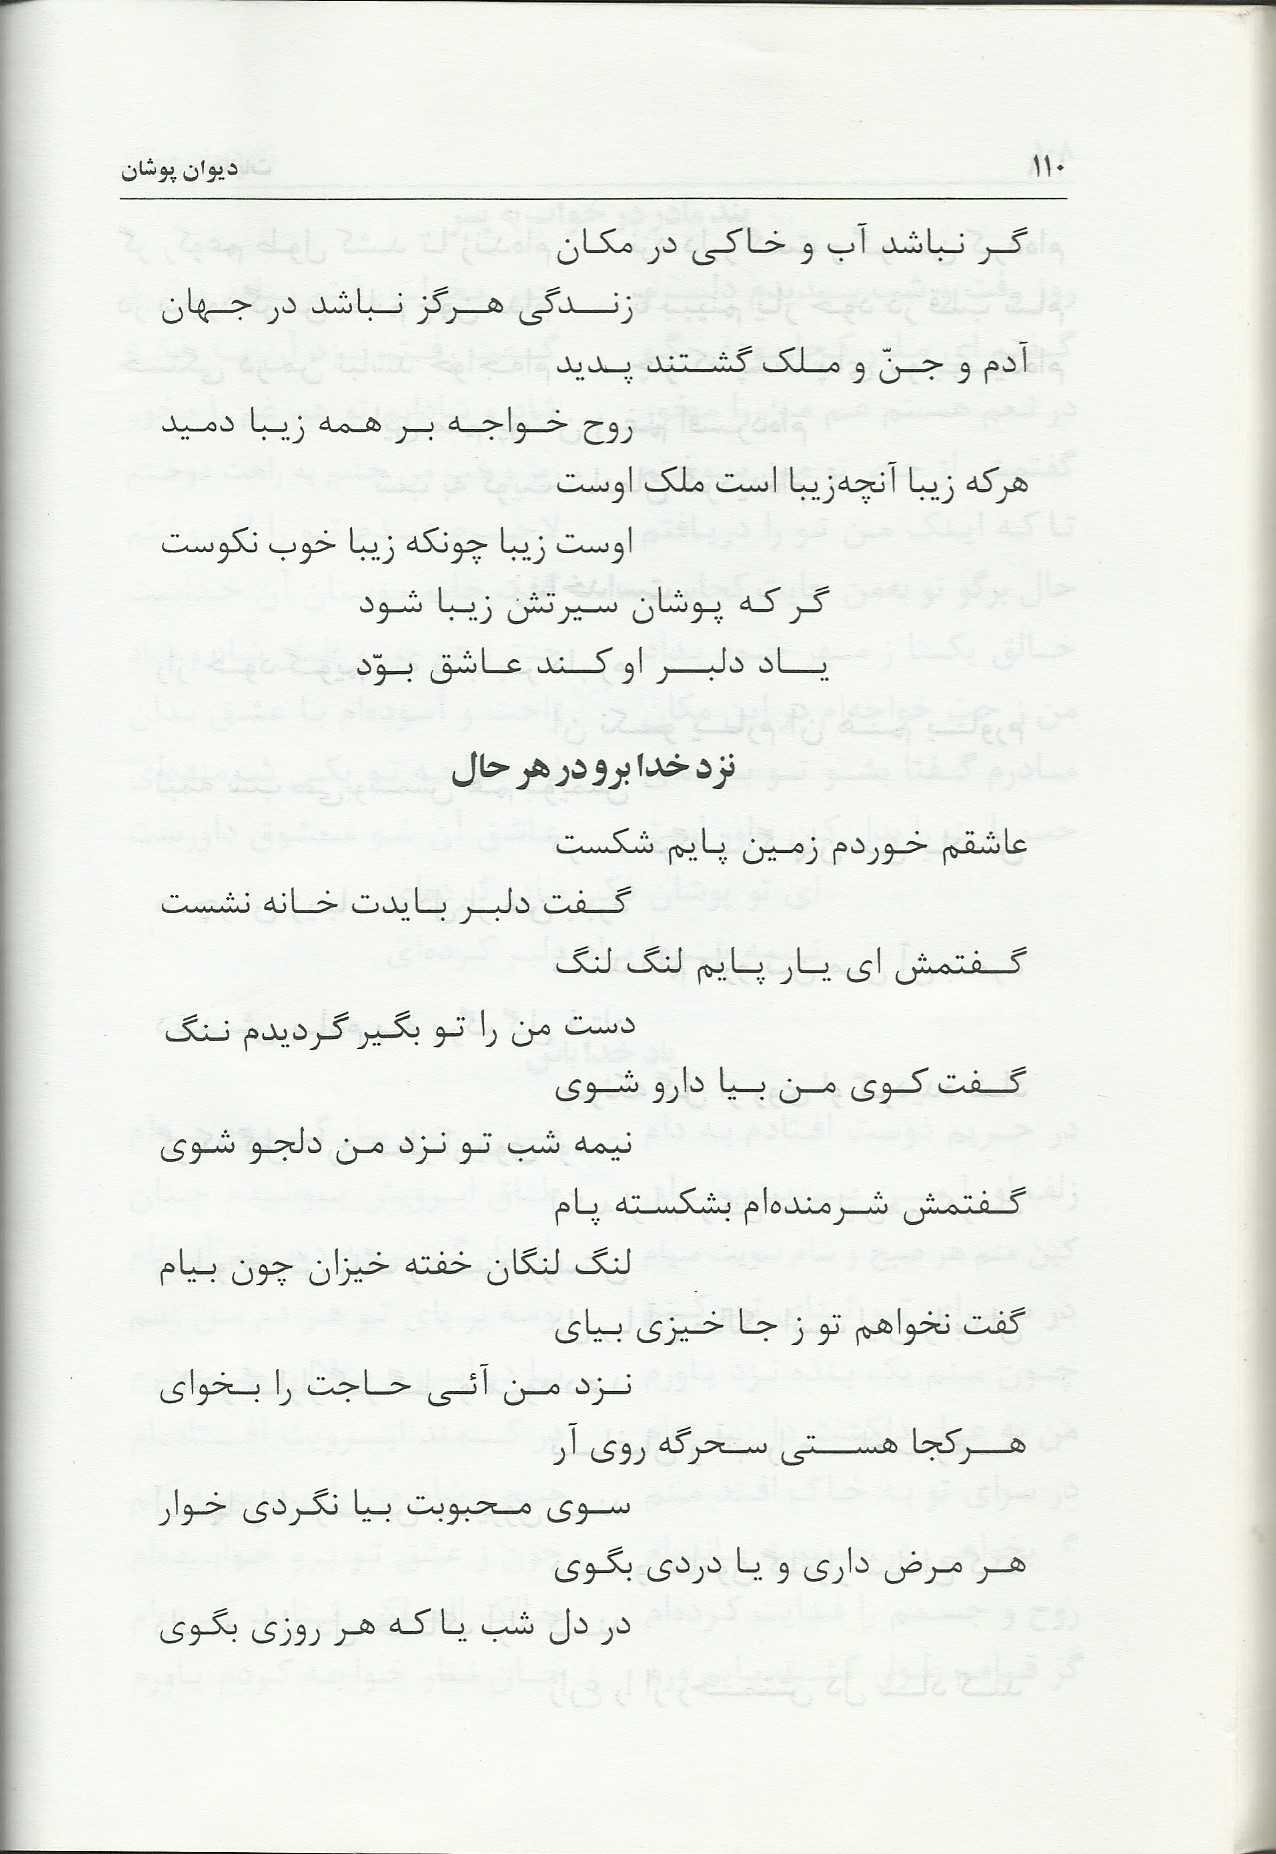 ۱۱۰
دیوان پوشان
گر نباشد آب و خاکی در مکان
زندگی هرگز نباشد در جهان
آدم و جنّ و ملک گشتند پدید
روح خواجه بر همه زیبا دمید
هرکه زیبا آنچه‌زیبا است ملک اوست
اوست زیبا چونکه زیبا خوب نکوست
گر که پوشان سیرتش زیبا شود
یاد دلبر او کند عاشق بوّد
نزد خدا برو در هر حال
عاشقم خوردم زمین پایم شکست
گفت دلبر بایدت خانه نشست
گفتمش ای یار پایم لنگ لنگ
دست من را تو بگیر گردیدم ننگ
گفت کوی من بیا دارو شوی
نیمه شب تو نزد من دلجو شوی
گفتمش شرمنده‌ام بشکسته پام
لنگ لنگان خفته خیزان چون بیام
گفت نخواهم تو ز جا خیزی بیای
نزد من آئی حاجت را بخوای
هرکجا هستی سحرگه روی آر
سوی محبوبت بیا نگردی خوار
هر مرض داری و یا دردی بگوی
در دل شب یا که هر روزی بگوی